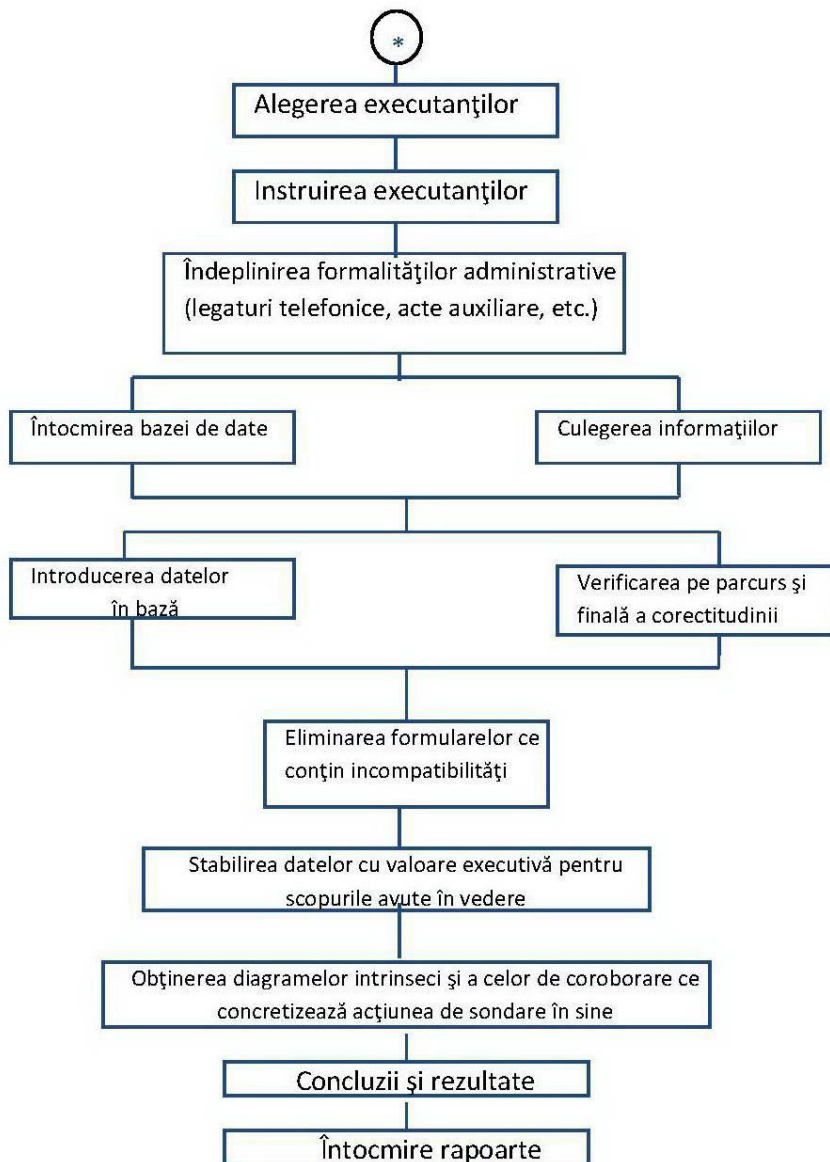 *
Alegerea executanţilor
Instruirea executanţilor
Îndeplinirea formalităţilor administrative
(legaturi telefonice, acte auxiliare, etc.)
Întocmirea bazei de date
Culegerea informaţiilor
Introducerea datelor
în bază
Verificarea pe parcurs şi
finală a corectitudinii
Eliminarea formularelor ce
conţin incompatibilităţi
Stabilirea datelor cu valoare executivă pentru
scopurile avute în vedere
Obţinerea diagramelor intrinseci şi a celor de coroborare ce
concretizează acţiunea de sondare în sine
Concluzii şi rezultate
Întocmire rapoarte